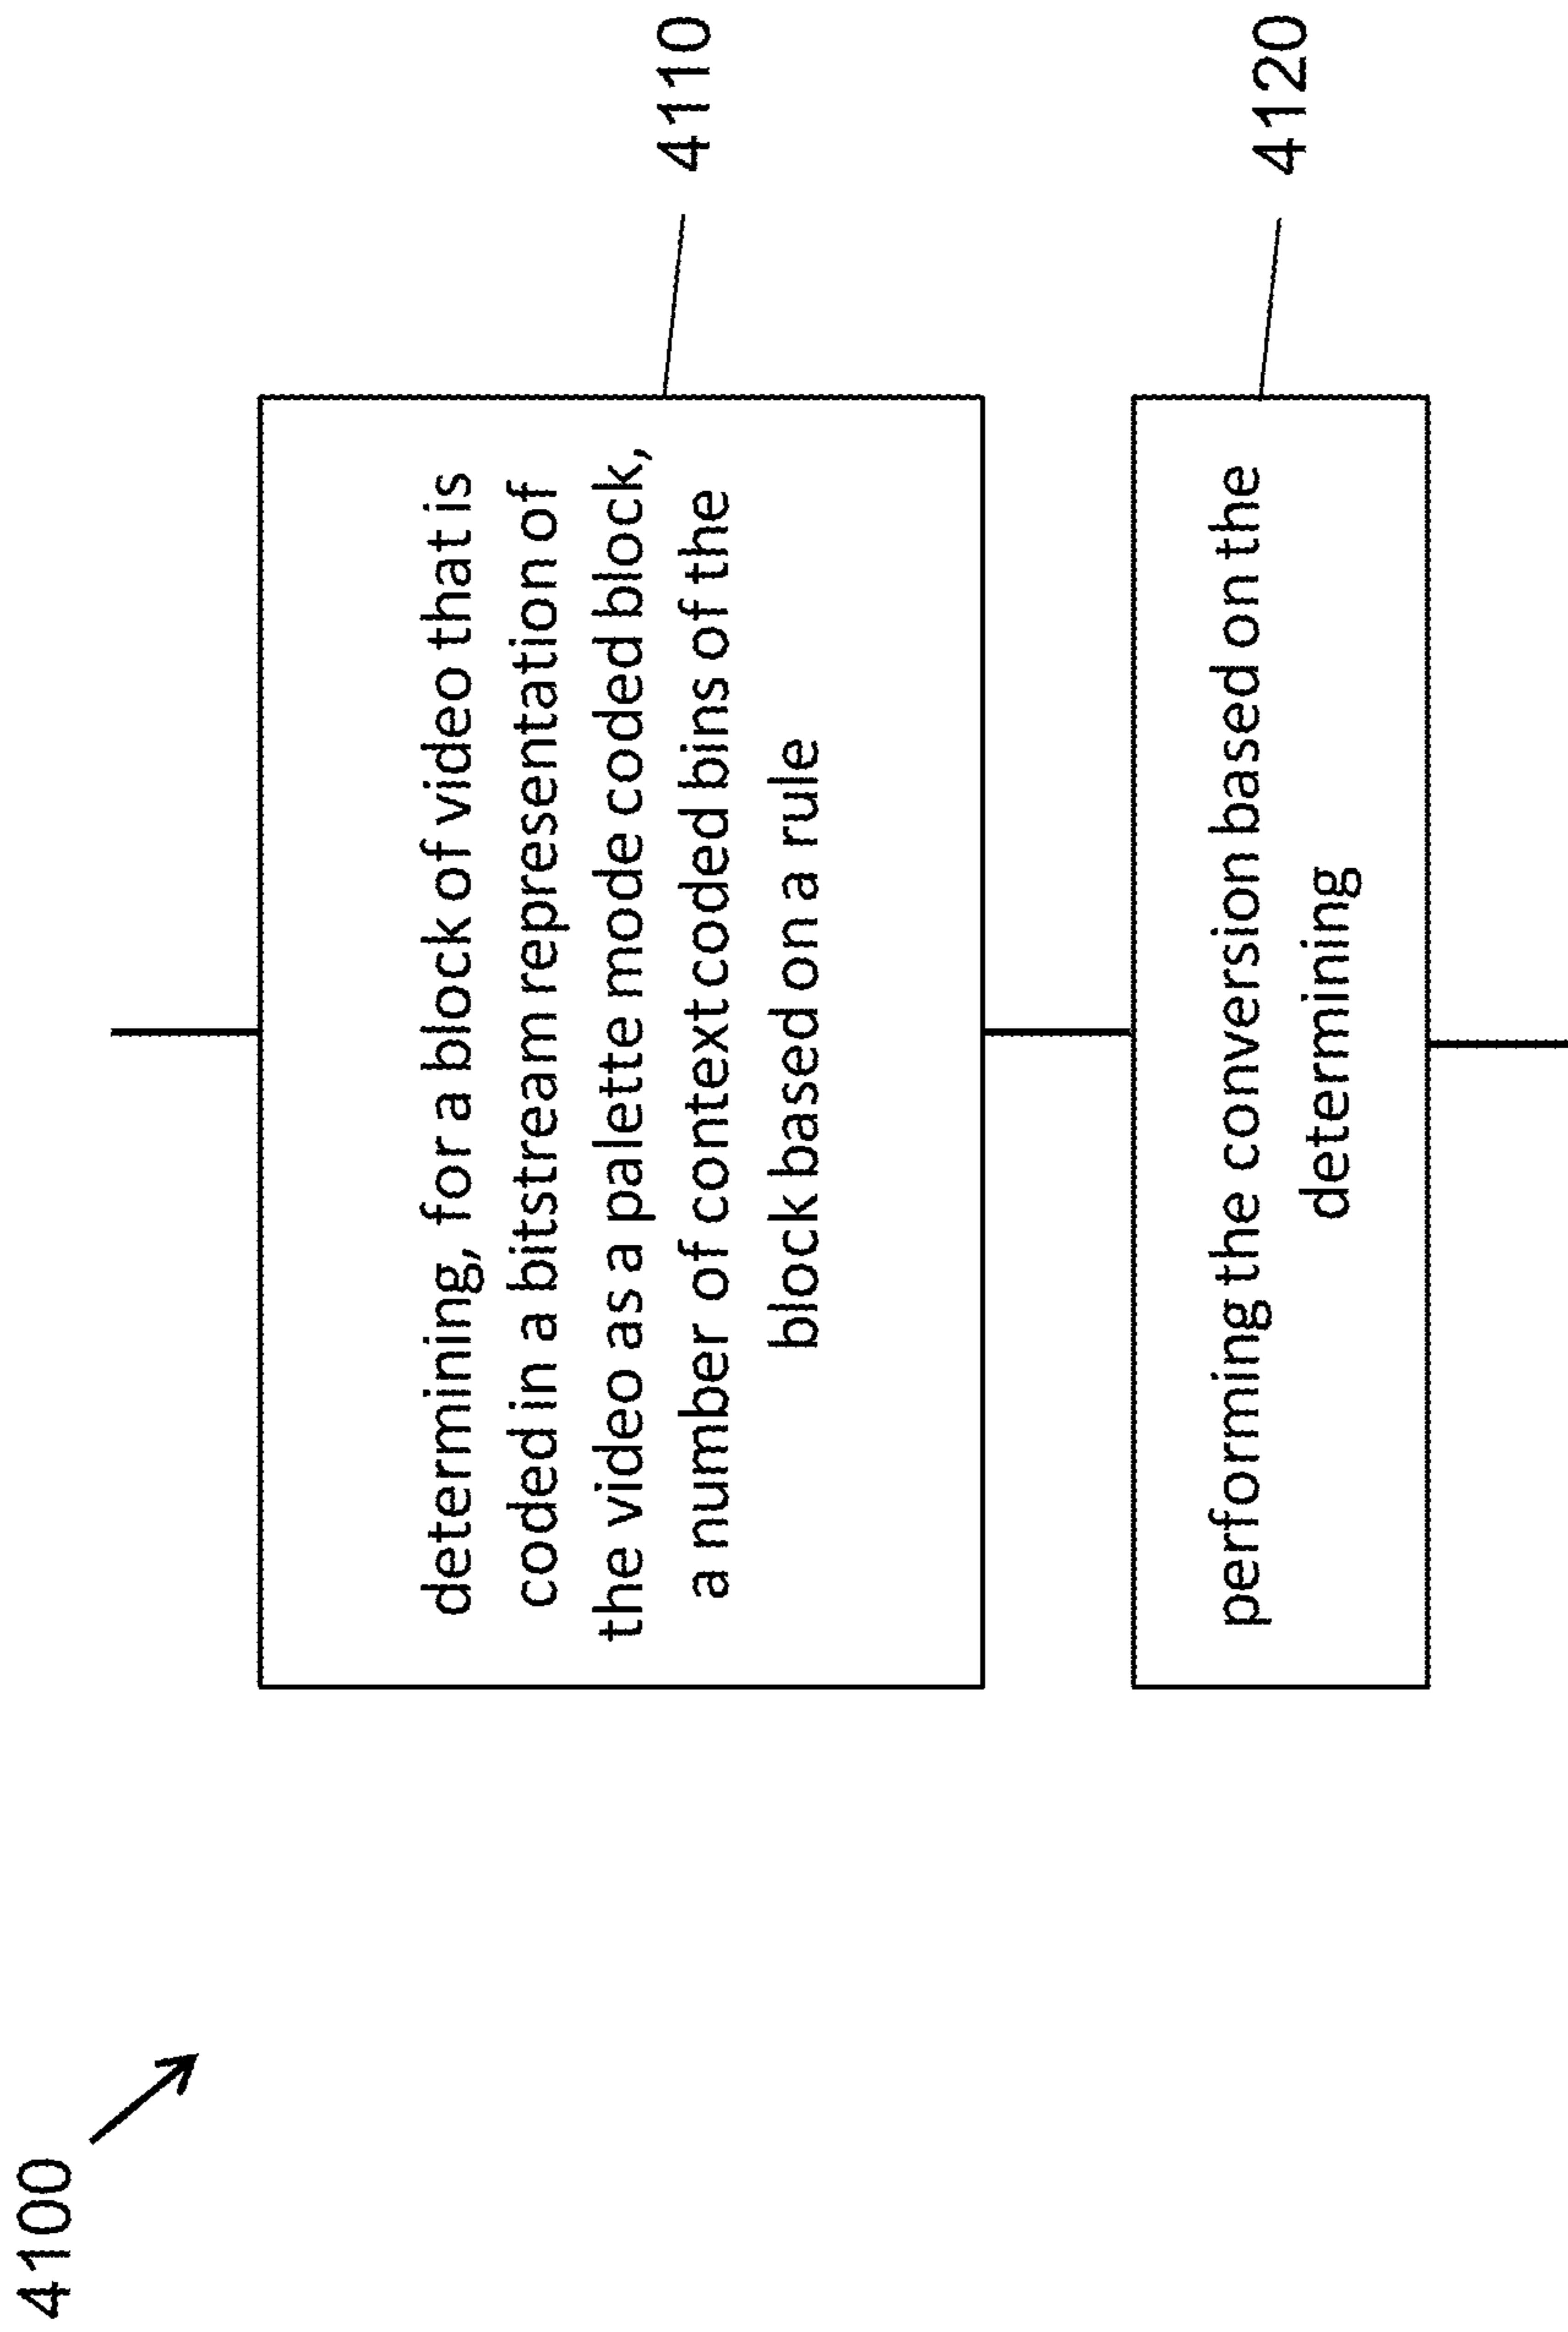 4100
determining, for a block of video that is
coded in a bitstream representation of
the video as a palette mode coded block,
a number of context coded bins of the
block based on a rule
4110
performing the conversion based on the
determining
4120